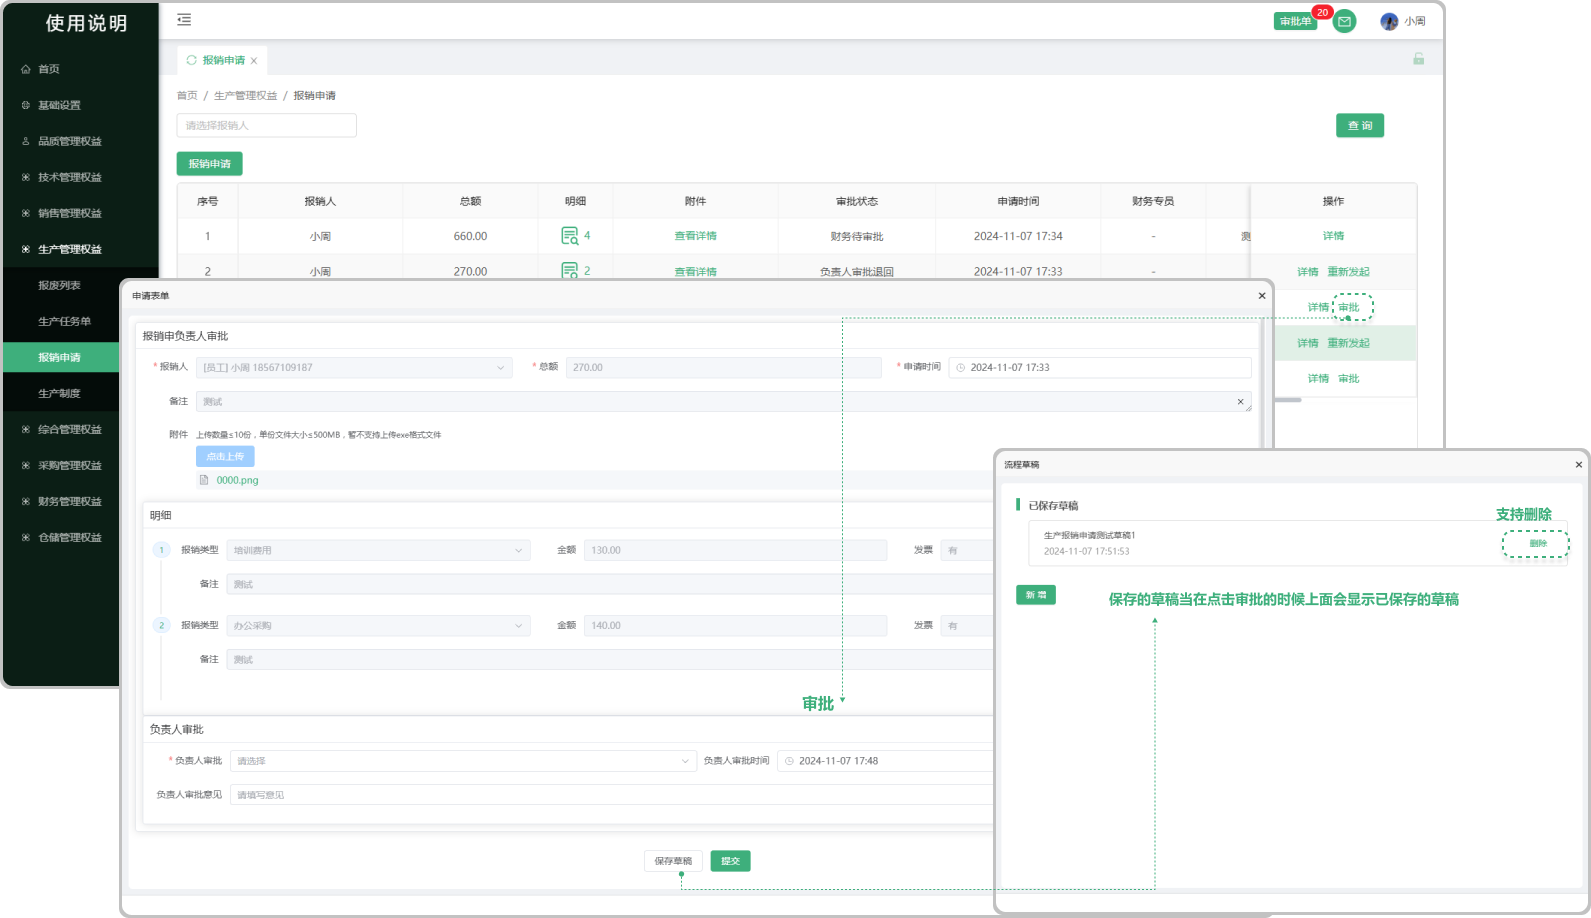 使用说明
首页
基础设置
品质管理权益
技术管理权益
销售管理权益
生产管理权益
报废列表
生产任务单
报销申请
生产制度
综合管理权益
采购管理权益
财务管理权益
仓储管理权益
审批单
20
小周
报销申请
首页 / 生产管理权益 / 报销申请
请选择报销人
查 询
报销申请
序号 报销人 总额 明细 附件 审批状态 申请时间 财务专员 操作
1 小周 660.00 4 查看详情 财务待审批 2024-11-07 17:34 - 测 详情
2 小周 270.00 2 查看详情 负责人审批退回 2024-11-07 17:33 - 详情 重新发起
详情 审批
详情 重新发起
详情 审批
申请表单
报销申负责人审批
* 报销人 [员工] 小周 18567109187 * 总额 270.00 * 申请时间 2024-11-07 17:33
备注 测试
附件 上传数量≤10份，单份文件大小≤500MB，暂不支持上传exe格式文件
点击上传
0000.png
明细
1 报销类型 培训费用 金额 130.00 发票 有
备注 测试
2 报销类型 办公采购 金额 140.00 发票 有
备注 测试
审批
负责人审批
* 负责人审批 请选择 负责人审批时间 2024-11-07 17:48
负责人审批意见 请填写意见
保存草稿 提交
流程草稿
已保存草稿
支持删除
生产报销申请测试草稿1
2024-11-07 17:51:53
删除
新 增
保存的草稿当在点击审批的时候上面会显示已保存的草稿